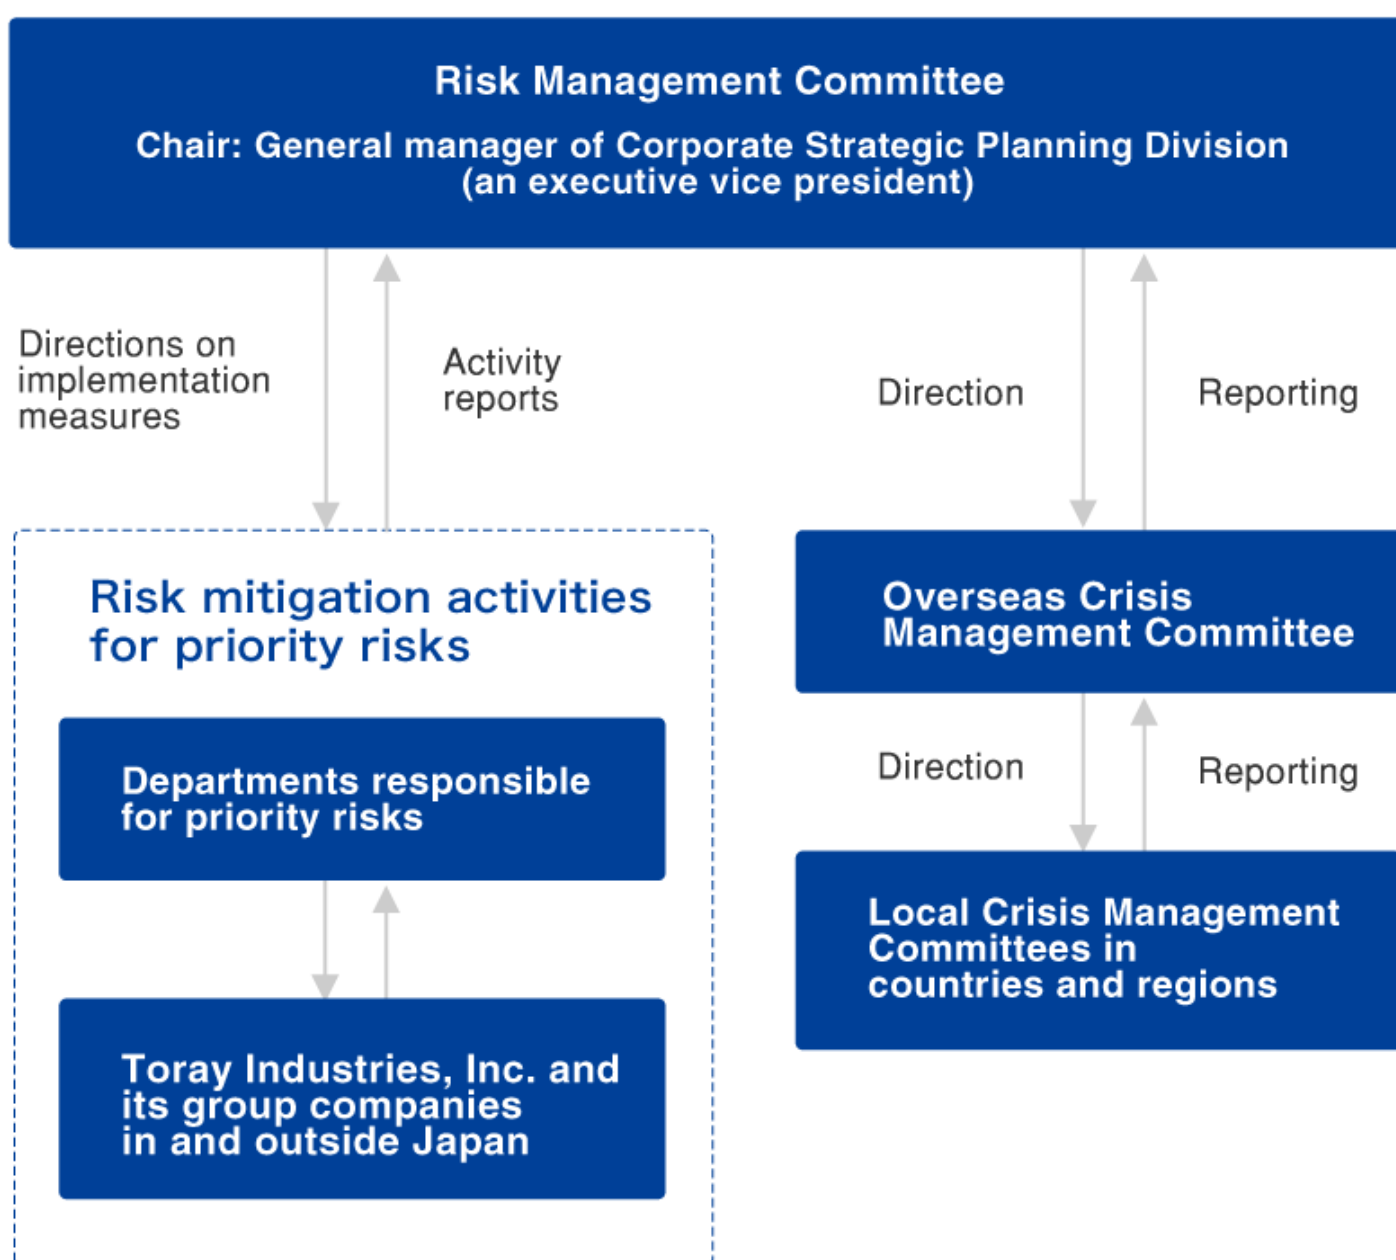 Risk Management Committee
Chair: General manager of Corporate Strategic Planning Division
(an executive vice president)
Directions on
implementation
measures
Activity
reports
Direction
Reporting
Risk mitigation activities
for priority risks
Departments responsible
for priority risks
Toray Industries, Inc. and
its group companies
in and outside Japan
Overseas Crisis
Management Committee
Direction
Reporting
Local Crisis Management
Committees in
countries and regions